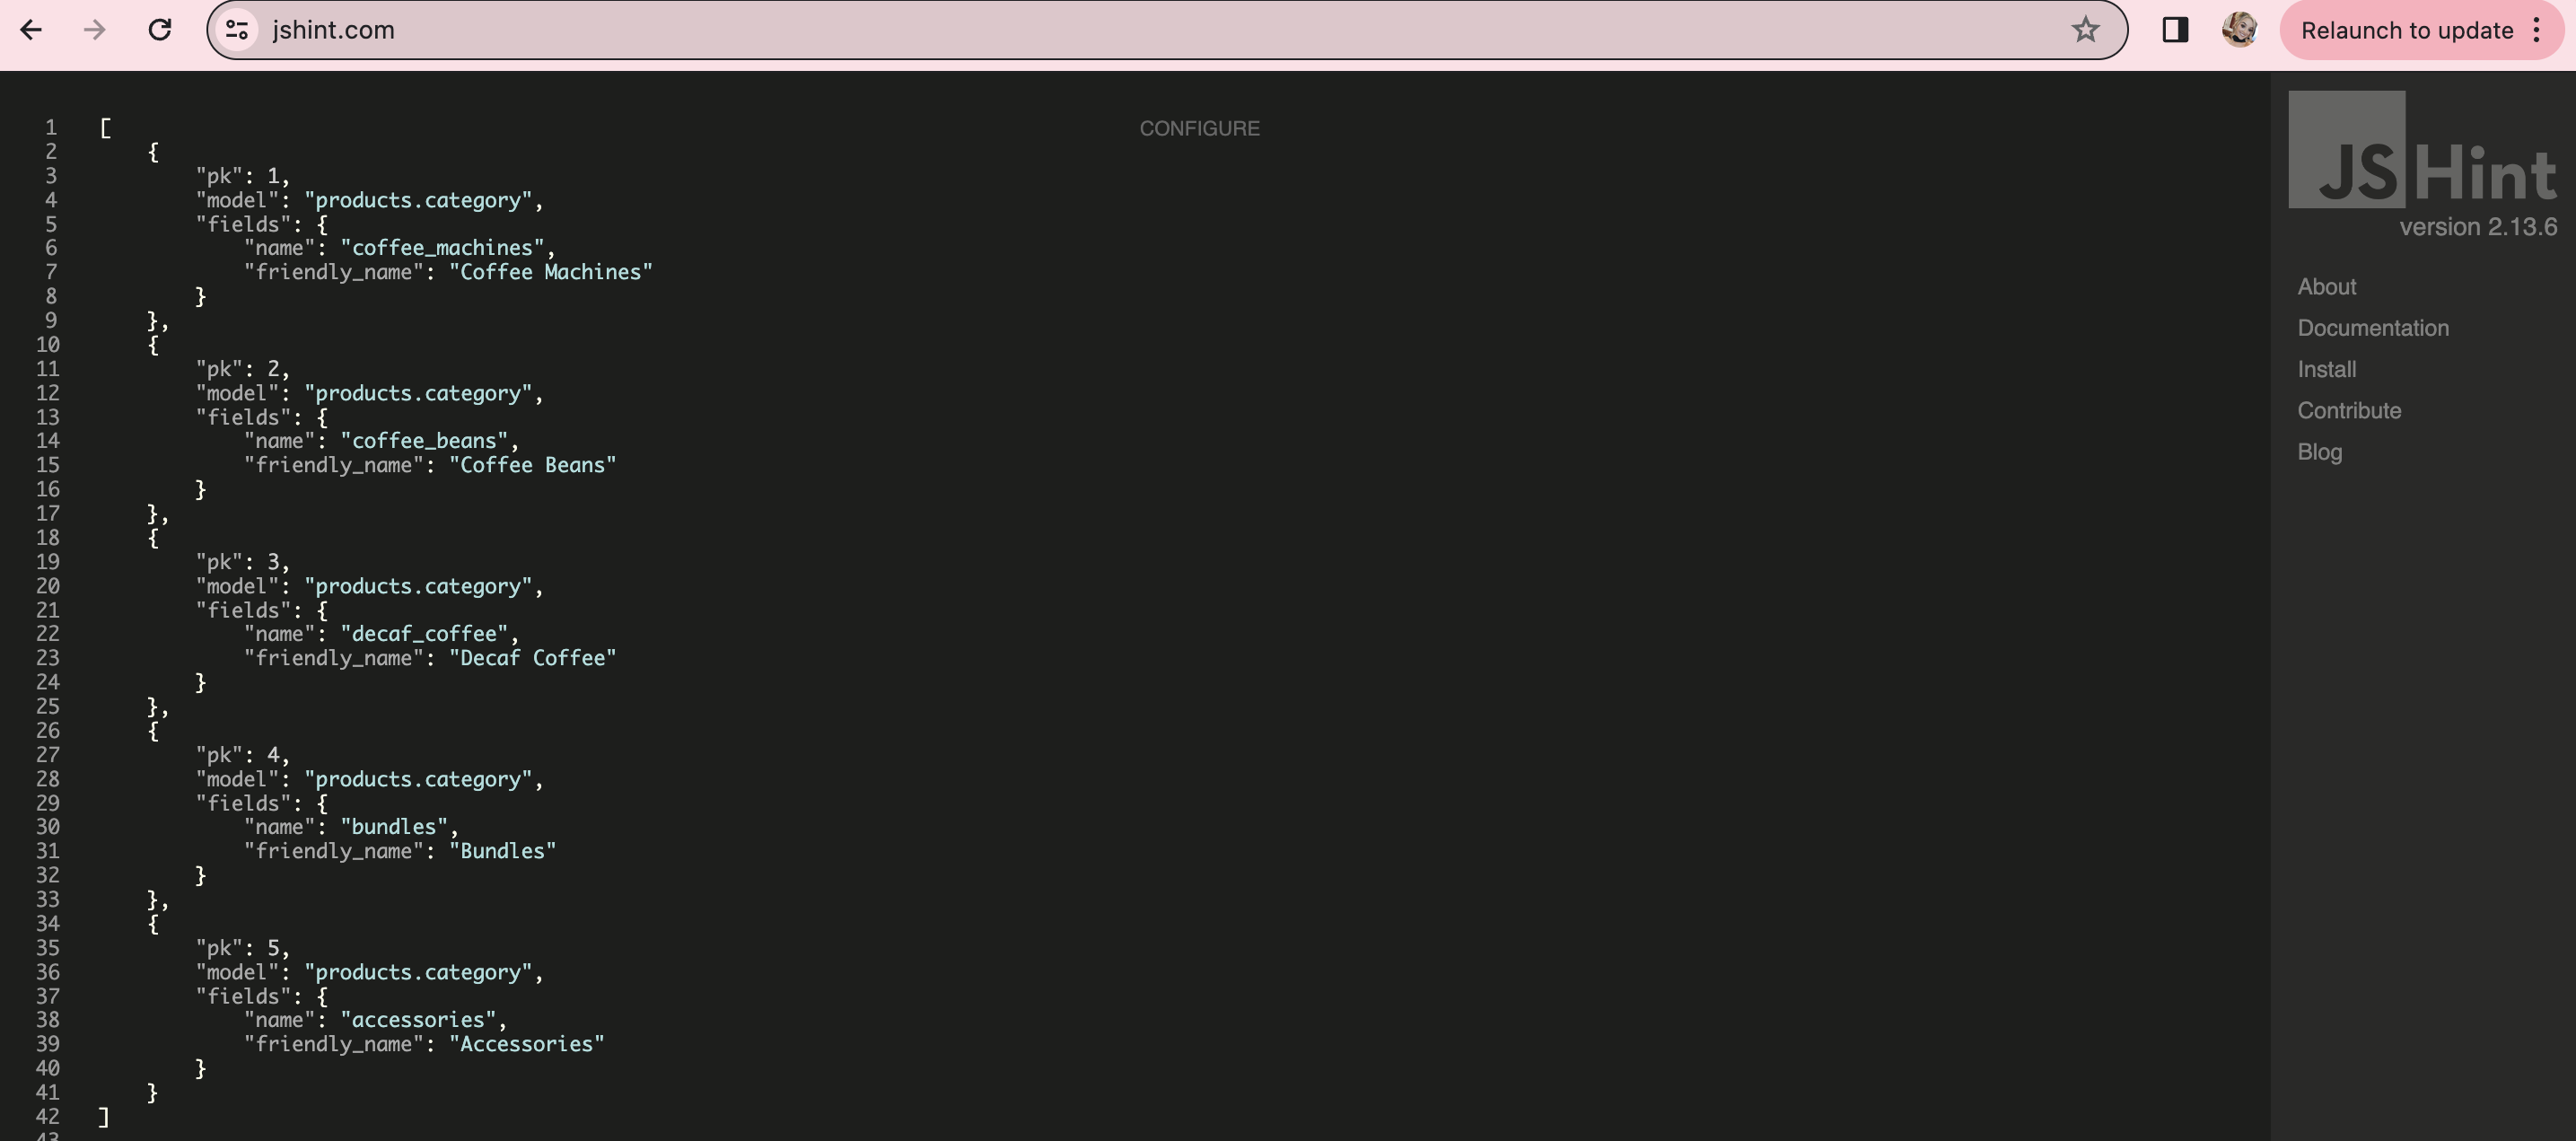 jshint.com
Relaunch to update
CONFIGURE
1 [
2     {
3         "pk": 1,
4         "model": "products.category",
5         "fields": {
6             "name": "coffee_machines",
7             "friendly_name": "Coffee Machines"
8         }
9     },
10     {
11         "pk": 2,
12         "model": "products.category",
13         "fields": {
14             "name": "coffee_beans",
15             "friendly_name": "Coffee Beans"
16         }
17     },
18     {
19         "pk": 3,
20         "model": "products.category",
21         "fields": {
22             "name": "decaf_coffee",
23             "friendly_name": "Decaf Coffee"
24         }
25     },
26     {
27         "pk": 4,
28         "model": "products.category",
29         "fields": {
30             "name": "bundles",
31             "friendly_name": "Bundles"
32         }
33     },
34     {
35         "pk": 5,
36         "model": "products.category",
37         "fields": {
38             "name": "accessories",
39             "friendly_name": "Accessories"
40         }
41     }
42 ]
43
JSHint
version 2.13.6
About
Documentation
Install
Contribute
Blog